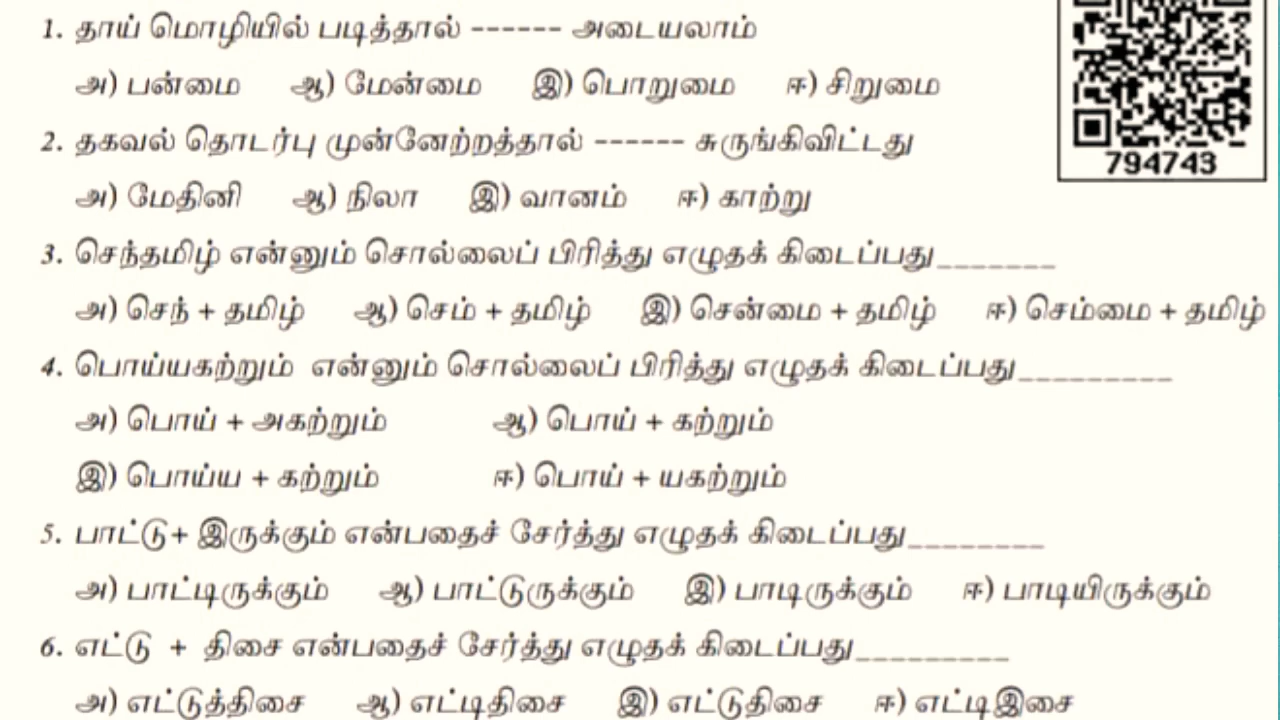 1. தாய் மொழியில் படித்தால் ------ அடையலாம்
அ) பன்மை ஆ) மேன்மை இ) பொறுமை ஈ) சிறுமை
2. தகவல் தொடர்பு முன்னேற்றத்தால் ------ சுருங்கிவிட்டது
794743
அ) மேதினி ஆ) நிலா இ) வானம் ஈ) காற்று
3. செந்தமிழ் என்னும் சொல்லைப் பிரித்து எழுதக் கிடைப்பது_______
அ) செந் + தமிழ் ஆ) செம் + தமிழ் இ) சென்மை + தமிழ் ஈ) செம்மை + தமிழ்
4. பொய்யகற்றும் என்னும் சொல்லைப் பிரித்து எழுதக் கிடைப்பது_________
அ) பொய் + அகற்றும் ஆ) பொய் + கற்றும்
இ) பொய்ய + கற்றும் ஈ) பொய் + யகற்றும்
5. பாட்டு+ இருக்கும் என்பதைச் சேர்த்து எழுதக் கிடைப்பது________
அ) பாட்டிருக்கும் ஆ) பாட்டுருக்கும் இ) பாடிருக்கும் ஈ) பாடியிருக்கும்
6. எட்டு + திசை என்பதைச் சேர்த்து எழுதக் கிடைப்பது_________
அ) எட்டுத்திசை ஆ) எட்டிதிசை இ) எட்டுதிசை ஈ) எட்டிஇசை